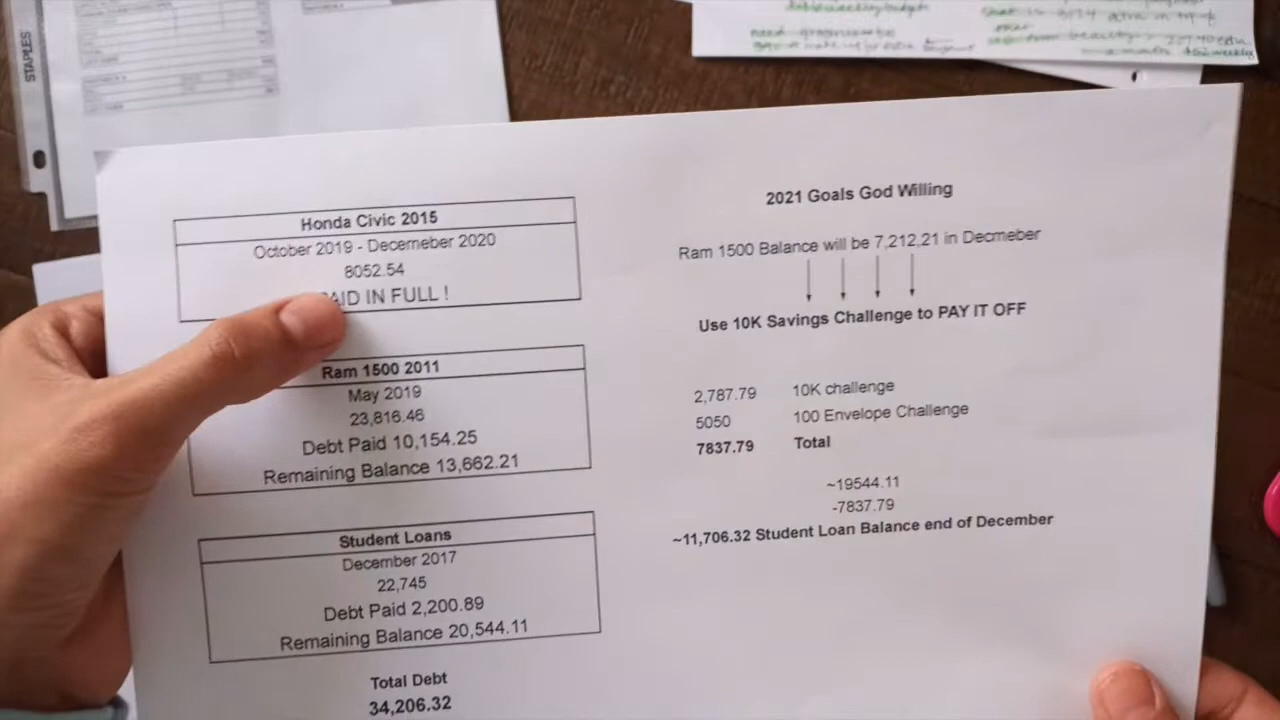 STAPLES
Honda Civic 2015
October 2019 - Decemeber 2020
8052.54
PAID IN FULL !
Ram 1500 2011
May 2019
23,816.46
Debt Paid 10,154.25
Remaining Balance 13,662.21
Student Loans
December 2017
22,745
Debt Paid 2,200.89
Remaining Balance 20,544.11
Total Debt
34,206.32
2021 Goals God Willing
Ram 1500 Balance will be 7,212.21 in Decmeber
Use 10K Savings Challenge to PAY IT OFF
2,787.79 10K challenge
5050 100 Envelope Challenge
7837.79 Total
~19544.11
-7837.79
~11,706.32 Student Loan Balance end of December